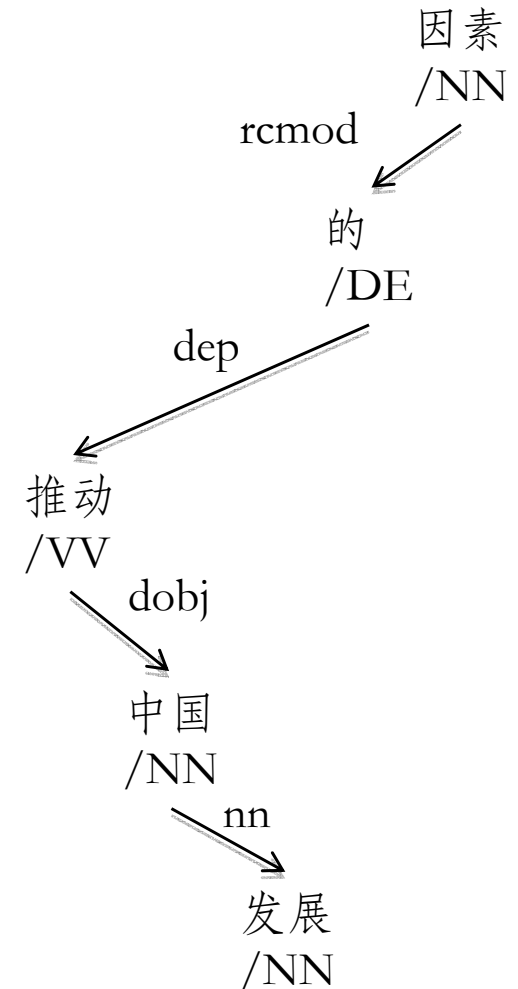 因素
/NN
rcmod
的
/DE
dep
推动
/VV
dobj
中国
/NN
nn
发展
/NN